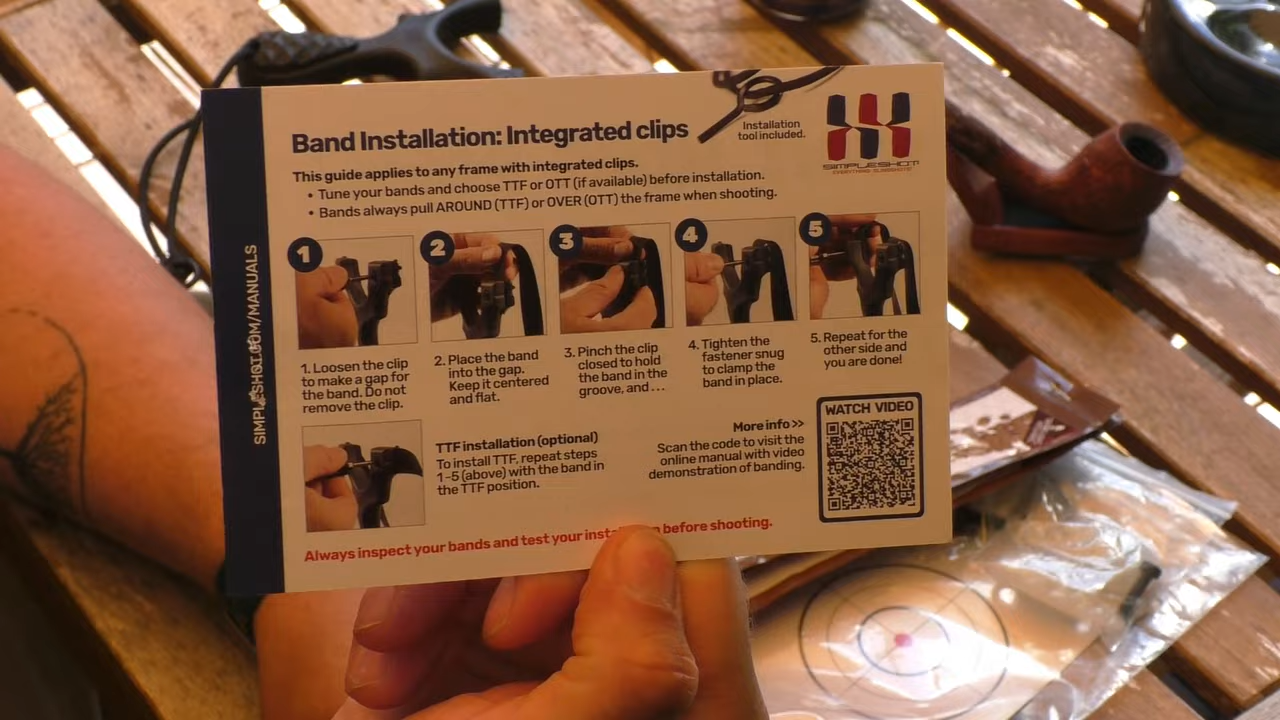 Band Installation: Integrated clips
Installation
tool included.
SIMPLESHOT
This guide applies to any frame with integrated clips.
• Tune your bands and choose TTF or OTT (if available) before installation.
• Bands always pull AROUND (TTF) or OVER (OTT) the frame when shooting.
SIMPLESHOT.COM/MANUALS
1
2
3
4
5
1. Loosen the clip
to make a gap for
the band. Do not
remove the clip.
2. Place the band
into the gap.
Keep it centered
and flat.
3. Pinch the clip
closed to hold
the band in the
groove, and ...
4. Tighten the
fastener snug
to clamp the
band in place.
5. Repeat for the
other side and
you are done!
TTF installation (optional)
To install TTF, repeat steps
1-5 (above) with the band in
the TTF position.
More info >>
Scan the code to visit the
online manual with video
demonstration of banding.
WATCH VIDEO
Always inspect your bands and test your before shooting.